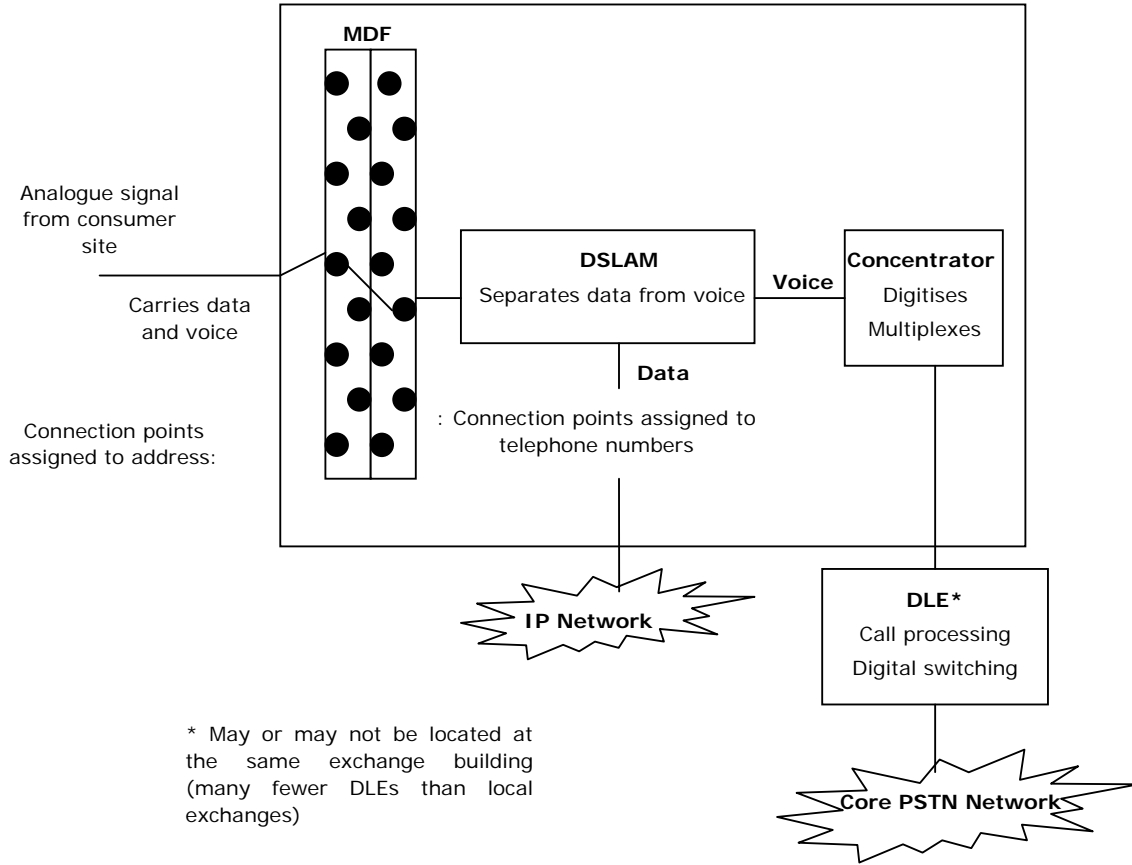 MDF
Analogue signal
from consumer
site
Carries data
and voice
Connection points
assigned to address:
DSLAM
Separates data from voice
Voice
Concentrator
Digitises
Multiplexes
Data
: Connection points assigned to
telephone numbers
IP Network
DLE*
Call processing
Digital switching
* May or may not be located at
the same exchange building
(many fewer DLEs than local
exchanges)
Core PSTN Network